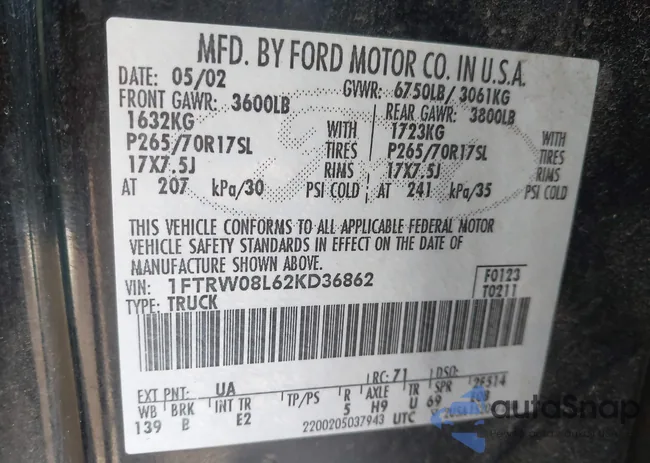 MFD. BY FORD MOTOR CO. IN U.S.A.
DATE: 05/02 GVWR: 6750LB / 3061KG
FRONT GAWR: 3600LB REAR GAWR: 3800LB
1632KG WITH 1723KG WITH
P265/70R17SL TIRES P265/70R17SL TIRES
17X7.5J RIMS 17X7.5J RIMS
AT 207 kPa/30 PSI COLD AT 241 kPa/35 PSI COLD
THIS VEHICLE CONFORMS TO ALL APPLICABLE FEDERAL MOTOR
VEHICLE SAFETY STANDARDS IN EFFECT ON THE DATE OF
MANUFACTURE SHOWN ABOVE.
VIN: 1FTRW08L62KD36862 F0123
TYPE: TRUCK T0211
EXT PNT: UA RC: 71 DSO:
WB BRK INT TR TP/PS R AXLE TR SPR
139 B E2 5 H9 U 69
2200205037943 UTC
autoSnap